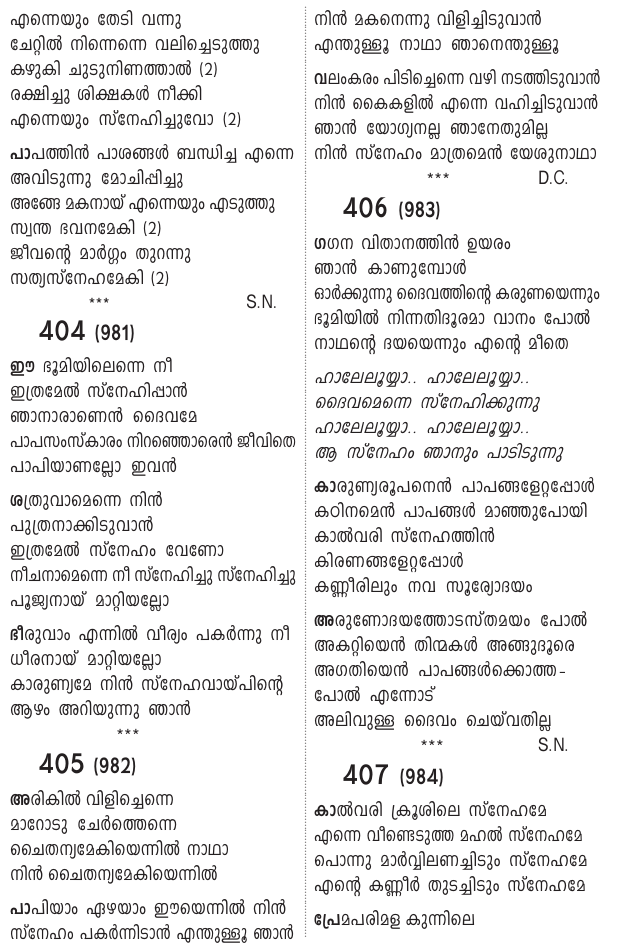 എന്നെയും തേടി വന്നു
ചേറ്റിൽ നിന്നെന്നെ വലിച്ചെടുത്തു
കഴുകി ചുടുനിണത്താൽ (2)
രക്ഷിച്ചു ശിക്ഷകൾ നീക്കി
എന്നെയും സ്നേഹിച്ചുവോ (2)
പാപത്തിൻ പാശങ്ങൾ ബന്ധിച്ച എന്നെ
അവിടുന്നു മോചിപ്പിച്ചു
അങ്ങേ മകനായ് എന്നെയും എടുത്തു
സ്വന്ത ഭവനമേകി (2)
ജീവന്റെ മാർഗ്ഗം തുറന്നു
സത്യസ്നേഹമേകി (2)
*** S.N.
404 (981)
ഈ ഭൂമിയിലെന്നെ നീ
ഇത്രമേൽ സ്നേഹിപ്പാൻ
ഞാനാരാണെൻ ദൈവമേ
പാപസംസ്കാരം നിറഞ്ഞൊരെൻ ജീവിതെ
പാപിയാണല്ലോ ഇവൻ
ശത്രുവാമെന്നെ നിൻ
പുത്രനാക്കിടുവാൻ
ഇത്രമേൽ സ്നേഹം വേണോ
നീചനാമെന്നെ നീ സ്നേഹിച്ചു സ്നേഹിച്ചു
പൂജ്യനായ് മാറ്റിയല്ലോ
ഭീരുവാം എന്നിൽ വീര്യം പകർന്നു നീ
ധീരനായ് മാറ്റിയല്ലോ
കാരുണ്യമേ നിൻ സ്നേഹവായ്പിന്റെ
ആഴം അറിയുന്നു ഞാൻ
***
405 (982)
അരികിൽ വിളിച്ചെന്നെ
മാറോടു ചേർത്തെന്നെ
ചൈതന്യമേകിയെന്നിൽ നാഥാ
നിൻ ചൈതന്യമേകിയെന്നിൽ
പാപിയാം ഏഴയാം ഈയെന്നിൽ നിൻ
സ്നേഹം പകർന്നിടാൻ എന്തുള്ളൂ ഞാൻ
നിൻ മകനെന്നു വിളിച്ചിടുവാൻ
എന്തുള്ളൂ നാഥാ ഞാനെന്തുള്ളൂ
വലംകരം പിടിച്ചെന്നെ വഴി നടത്തിടുവാൻ
നിൻ കൈകളിൽ എന്നെ വഹിച്ചിടുവാൻ
ഞാൻ യോഗ്യനല്ല ഞാനേതുമില്ല
നിൻ സ്നേഹം മാത്രമെൻ യേശുനാഥാ
*** D.C.
406 (983)
ഗഗന വിതാനത്തിൻ ഉയരം
ഞാൻ കാണുമ്പോൾ
ഓർക്കുന്നു ദൈവത്തിന്റെ കരുണയെന്നും
ഭൂമിയിൽ നിന്നതിദൂരമാ വാനം പോൽ
നാഥന്റെ ദയയെന്നും എന്റെ മീതെ
ഹാലേലൂയ്യാ.. ഹാലേലൂയ്യാ..
ദൈവമെന്നെ സ്നേഹിക്കുന്നു
ഹാലേലൂയ്യാ.. ഹാലേലൂയ്യാ..
ആ സ്നേഹം ഞാനും പാടിടുന്നു
കാരുണ്യരൂപനെൻ പാപങ്ങളേറ്റപ്പോൾ
കഠിനമെൻ പാപങ്ങൾ മാഞ്ഞുപോയി
കാൽവരി സ്നേഹത്തിൻ
കിരണങ്ങളേറ്റപ്പോൾ
കണ്ണീരിലും നവ സൂര്യോദയം
അരുണോദയത്തോടസ്തമയം പോൽ
അകറ്റിയെൻ തിന്മകൾ അങ്ങുദൂരെ
അഗതിയെൻ പാപങ്ങൾക്കൊത്ത-
പോൽ എന്നോട്
അലിവുള്ള ദൈവം ചെയ്‌വതില്ല
*** S.N.
407 (984)
കാൽവരി ക്രൂശിലെ സ്നേഹമേ
എന്നെ വീണ്ടെടുത്ത മഹൽ സ്നേഹമേ
പൊന്നു മാർവ്വിലണച്ചിടും സ്നേഹമേ
എന്റെ കണ്ണീർ തുടച്ചിടും സ്നേഹമേ
പ്രേമപരിമള കുന്നിലെ